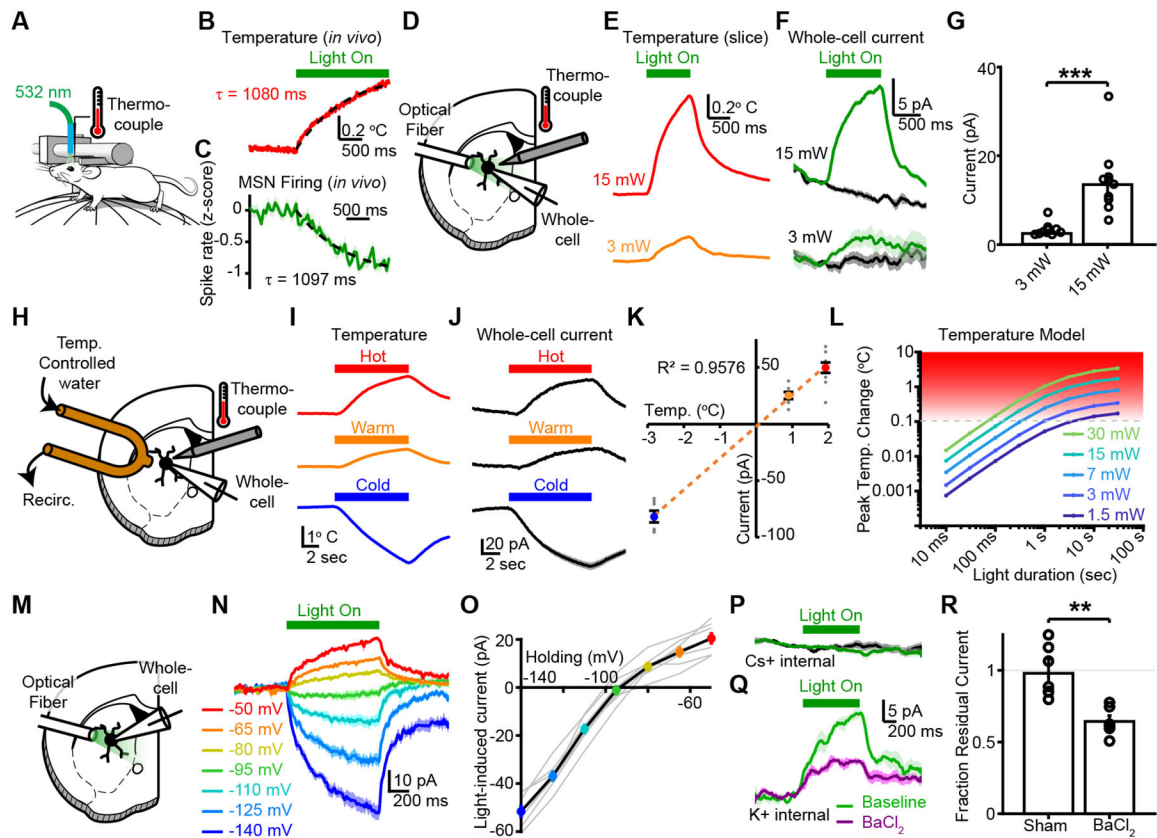 A
532 nm
Thermo-
couple
B
Temperature (in vivo)
Light On
τ = 1080 ms
0.2 ºC
500 ms
C
MSN Firing (in vivo)
500 ms
Spike rate (z-score)
0
-0.5
-1
τ = 1097 ms
D
Optical
Fiber
Thermo-
couple
Whole-
cell
E
Temperature (slice)
Light On
0.2º C
500 ms
15 mW
3 mW
F
Whole-cell current
Light On
5 pA
500 ms
15 mW
3 mW
G
***
Current (pA)
40
20
0
3 mW
15 mW
H
Temp.
Controlled
water
Thermo-
couple
Recirc.
Whole-
cell
I
Temperature
Hot
Warm
Cold
1º C
2 sec
J
Whole-cell current
Hot
Warm
Cold
20 pA
2 sec
K
R² = 0.9576
Temp. (ºC)
-3
-2
-1
1
2
50
-50
-100
Current (pA)
L
Temperature Model
Peak Temp. Change (ºC)
10
1
0.1
0.01
0.001
30 mW
15 mW
7 mW
3 mW
1.5 mW
10 ms
100 ms
1 s
10 s
100 s
Light duration (sec)
M
Optical
Fiber
Whole-
cell
N
Light On
-50 mV
-65 mV
-80 mV
-95 mV
-110 mV
-125 mV
-140 mV
10 pA
200 ms
O
Light-induced current (pA)
20
0
-20
-40
-60
Holding (mV)
-140
-100
-60
P
Light On
Cs+ internal
Q
Light On
5 pA
200 ms
K+ internal
Baseline
BaCl₂
R
**
Fraction Residual Current
1
0.5
0
Sham
BaCl₂